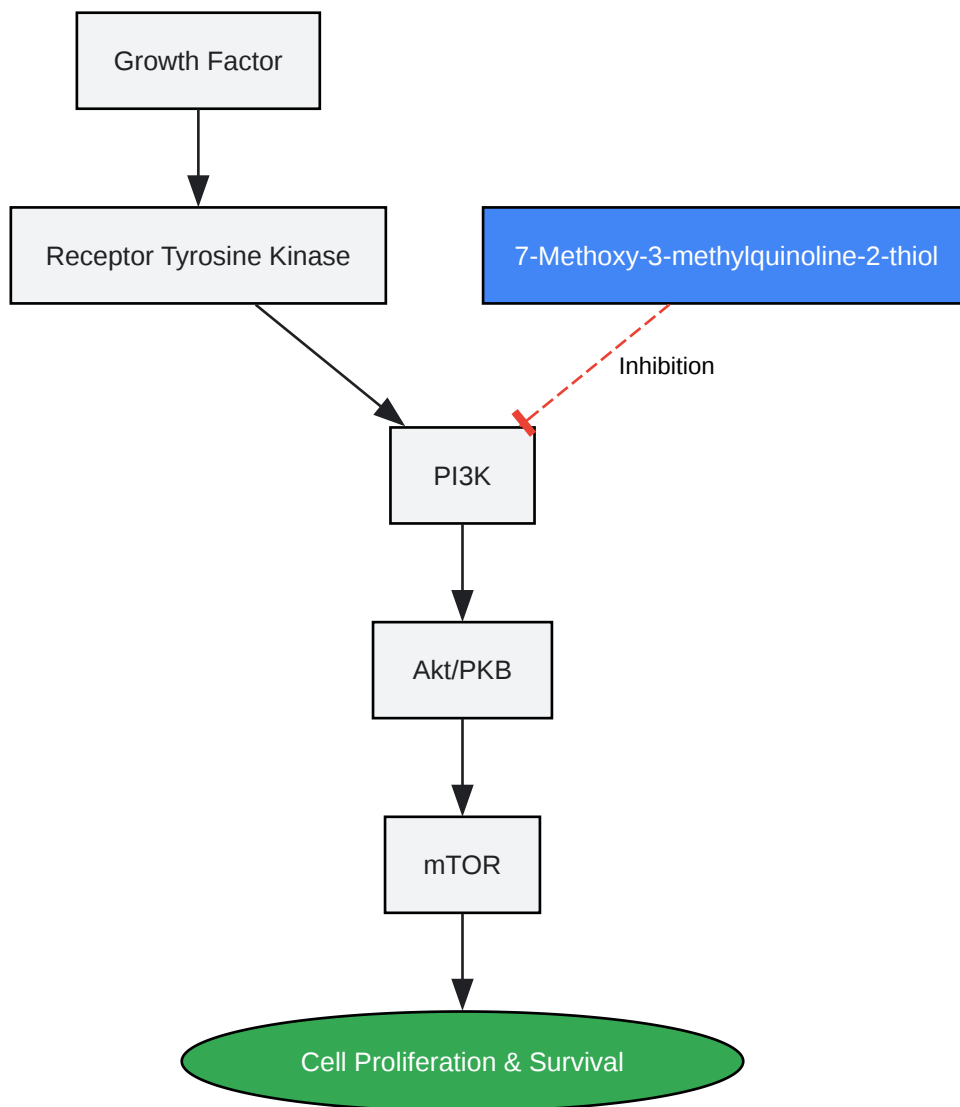 Growth Factor
Receptor Tyrosine Kinase
7-Methoxy-3-methylquinoline-2-thiol
Inhibition
PI3K
Akt/PKB
mTOR
Cell Proliferation & Survival